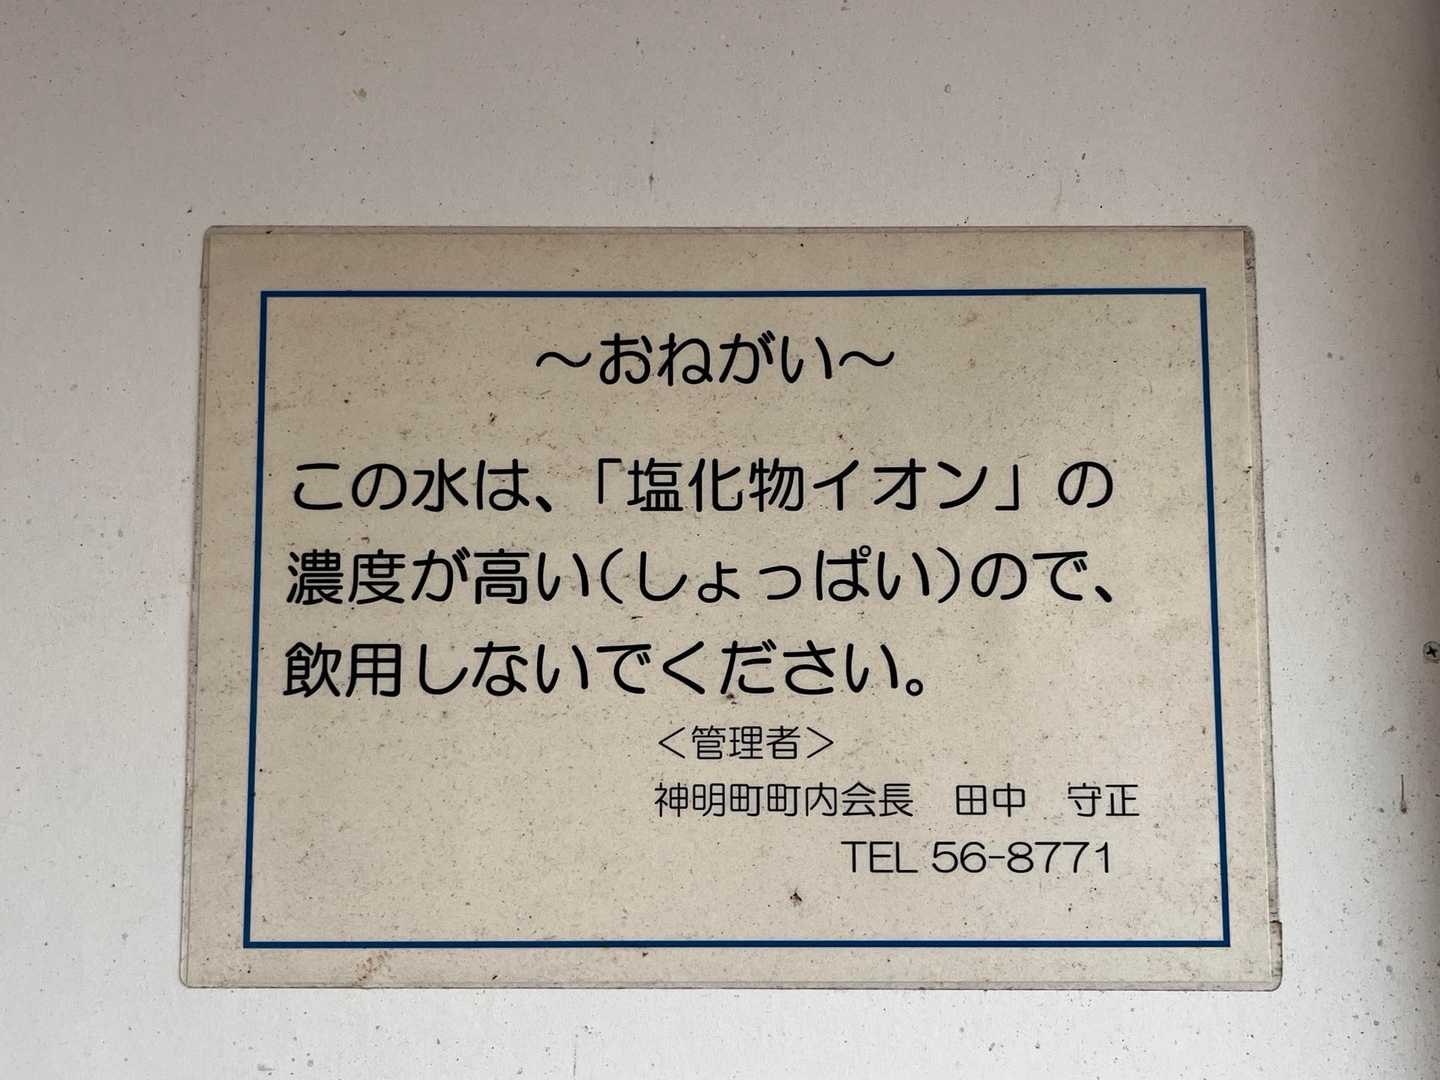 ～おねがい～
この水は、「塩化物イオン」の
濃度が高い(しょっぱい)ので、
飲用しないでください。
＜管理者＞
神明町町内会長　田中　守正
TEL 56-8771